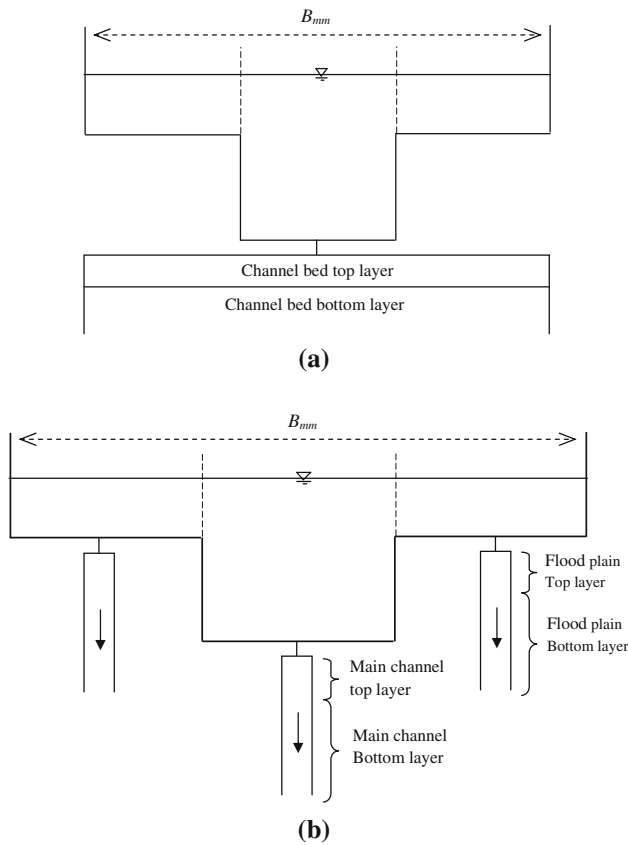 B_mm
Channel bed top layer
Channel bed bottom layer
(a)
B_mm
Flood plain
Top layer
Flood plain
Bottom layer
Main channel
top layer
Main channel
Bottom layer
(b)